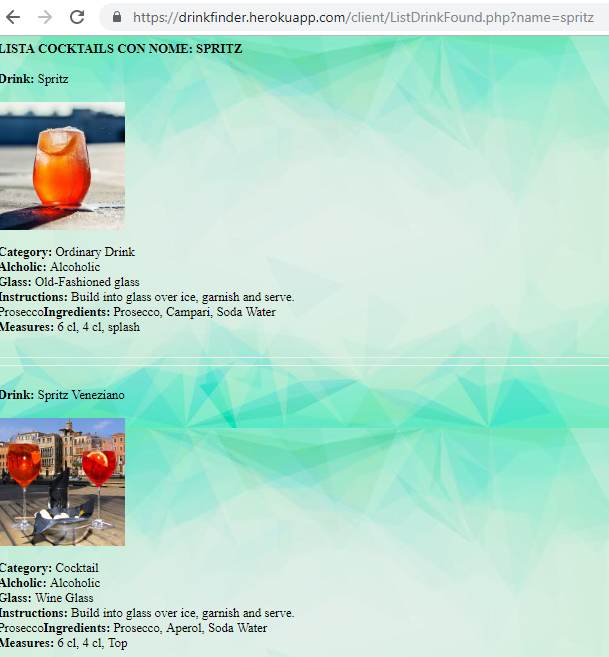 https://drinkfinder.herokuapp.com/client/ListDrinkFound.php?name=spritz
LISTA COCKTAILS CON NOME: SPRITZ
Drink: Spritz
Category: Ordinary Drink
Alcholic: Alcoholic
Glass: Old-Fashioned glass
Instructions: Build into glass over ice, garnish and serve.
ProseccoIngredients: Prosecco, Campari, Soda Water
Measures: 6 cl, 4 cl, splash
Drink: Spritz Veneziano
Category: Cocktail
Alcholic: Alcoholic
Glass: Wine Glass
Instructions: Build into glass over ice, garnish and serve.
ProseccoIngredients: Prosecco, Aperol, Soda Water
Measures: 6 cl, 4 cl, Top